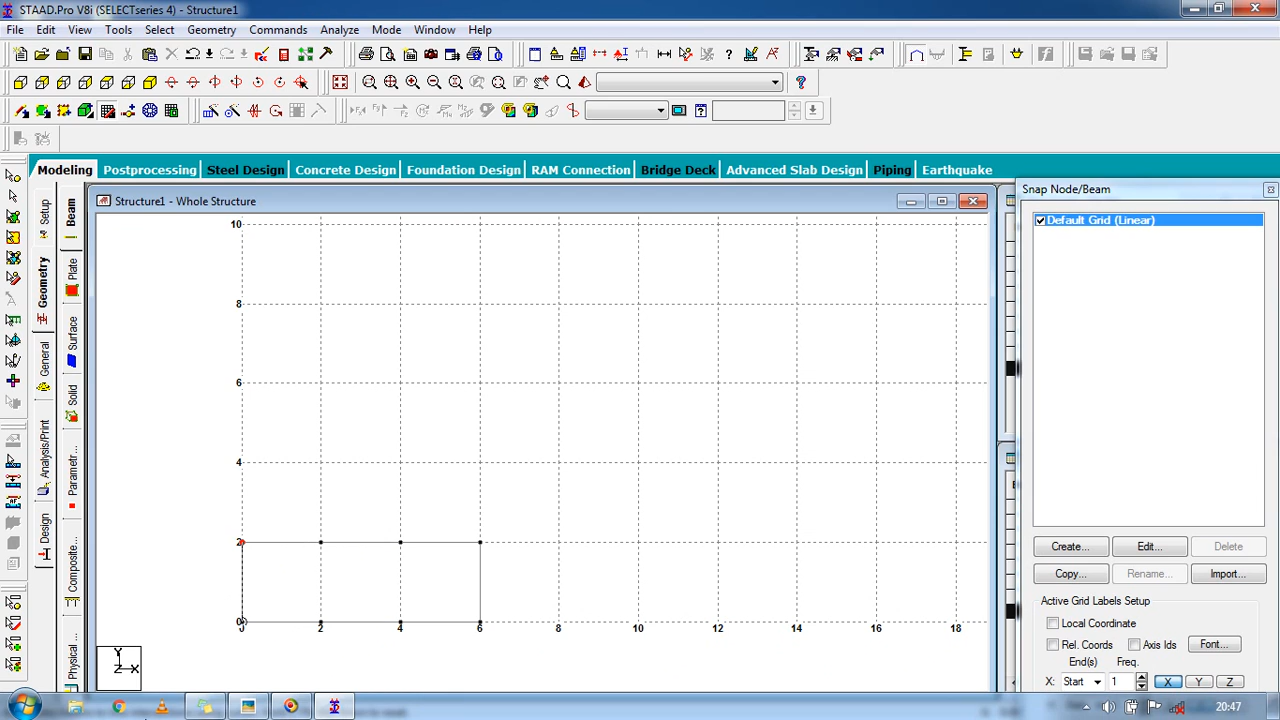 STAAD.Pro V8i (SELECTseries 4) - Structure1
File Edit View Tools Select Geometry Commands Analyze Mode Window Help
Modeling Postprocessing Steel Design Concrete Design Foundation Design RAM Connection Bridge Deck Advanced Slab Design Piping Earthquake
Setup
Geometry
General
Analysis/Print
Design
Beam
Plate
Surface
Solid
Parametr...
Composite...
Physical ...
Structure1 - Whole Structure
10
8
6
4
2
0
0 2 4 6 8 10 12 14 16 18
Y
Z X
Snap Node/Beam
Default Grid (Linear)
Create... Edit... Delete
Copy... Rename... Import...
Active Grid Labels Setup
Local Coordinate
Rel. Coords Axis Ids Font...
End(s) Freq.
X: Start 1 X Y Z
20:47